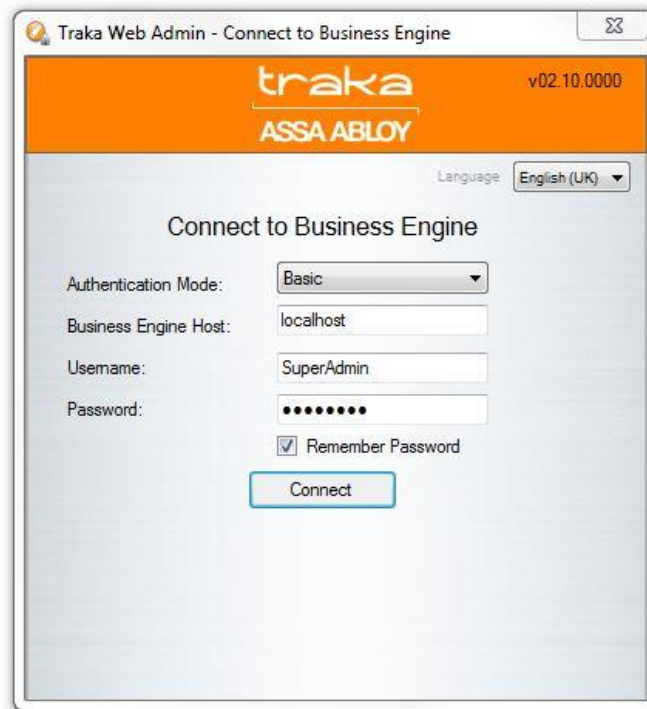 Traka Web Admin - Connect to Business Engine
traka
v02.10.0000
ASSA ABLOY
Language English (UK)
Connect to Business Engine
Authentication Mode: Basic
Business Engine Host: localhost
Username: SuperAdmin
Password: ●●●●●●●●
Remember Password
Connect